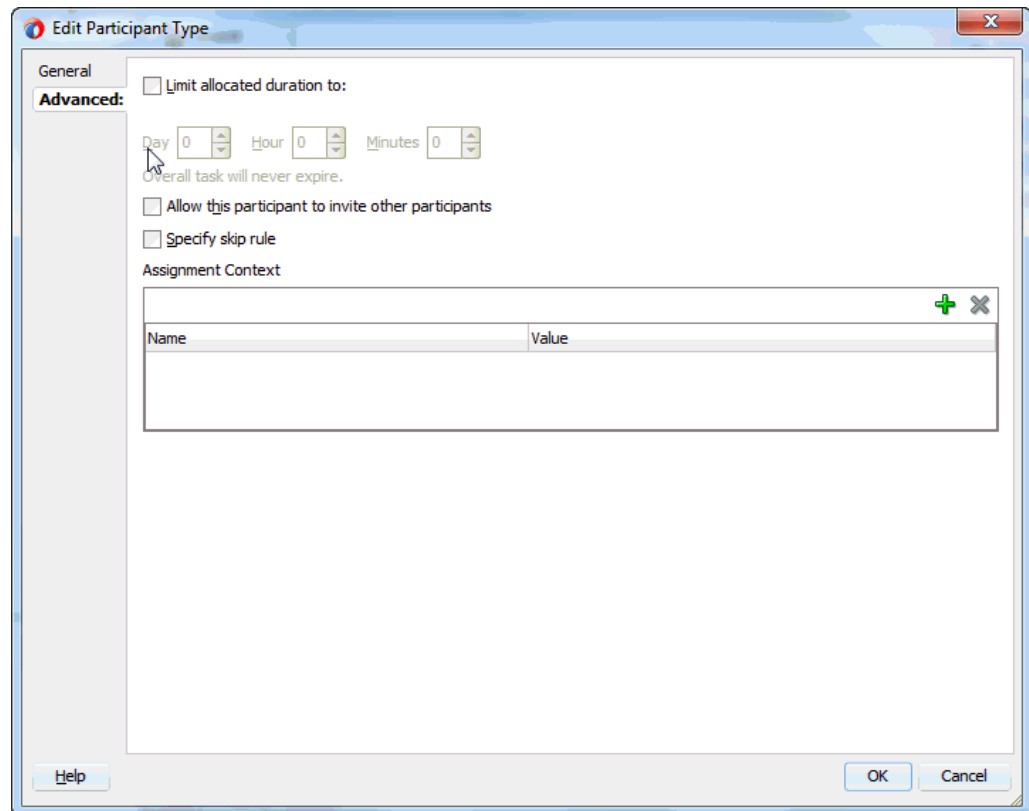 Edit Participant Type
General
Advanced:
Limit allocated duration to:
Day 0 Hour 0 Minutes 0
Overall task will never expire.
Allow this participant to invite other participants
Specify skip rule
Assignment Context
Name Value
Help OK Cancel